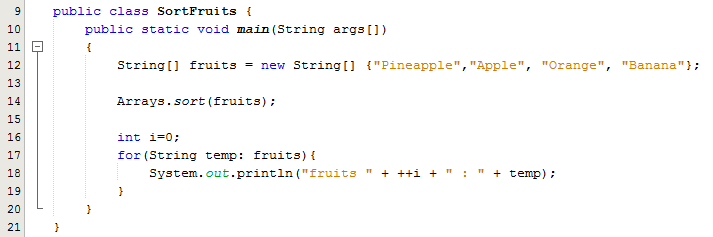 9 public class SortFruits {
10 public static void main(String args[])
11 {
12 String[] fruits = new String[] {"Pineapple","Apple", "Orange", "Banana"};
13
14 Arrays.sort(fruits);
15
16 int i=0;
17 for(String temp: fruits){
18 System.out.println("fruits " + ++i + " : " + temp);
19 }
20 }
21 }